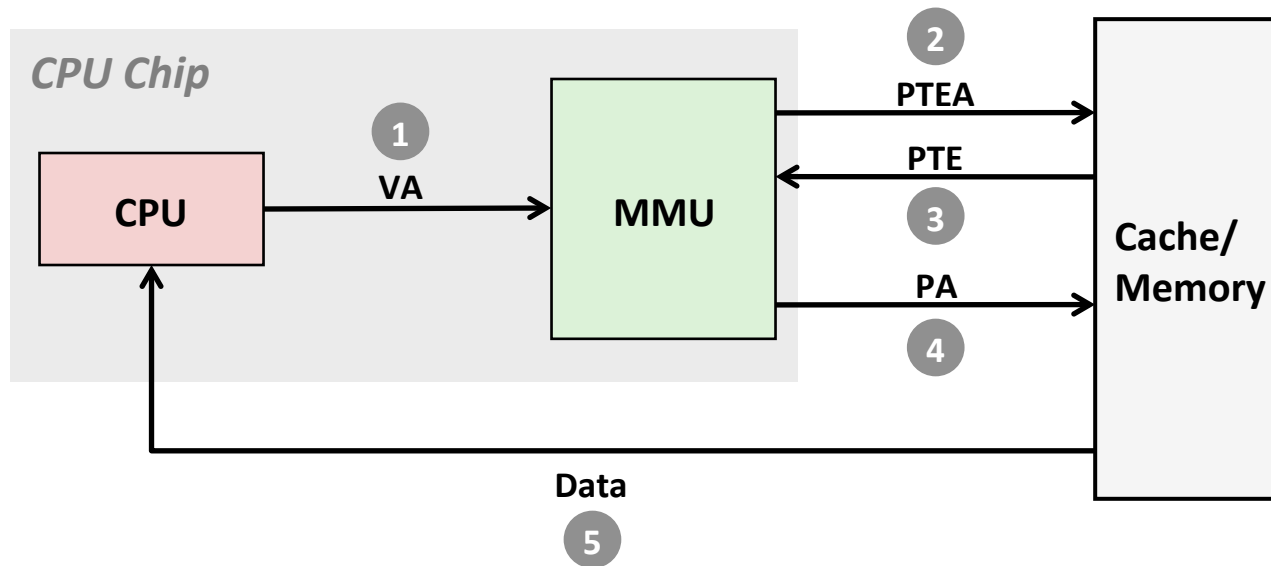 CPU Chip
2
PTEA
1
VA
CPU
MMU
PTE
3
PA
4
Cache/
Memory
Data
5